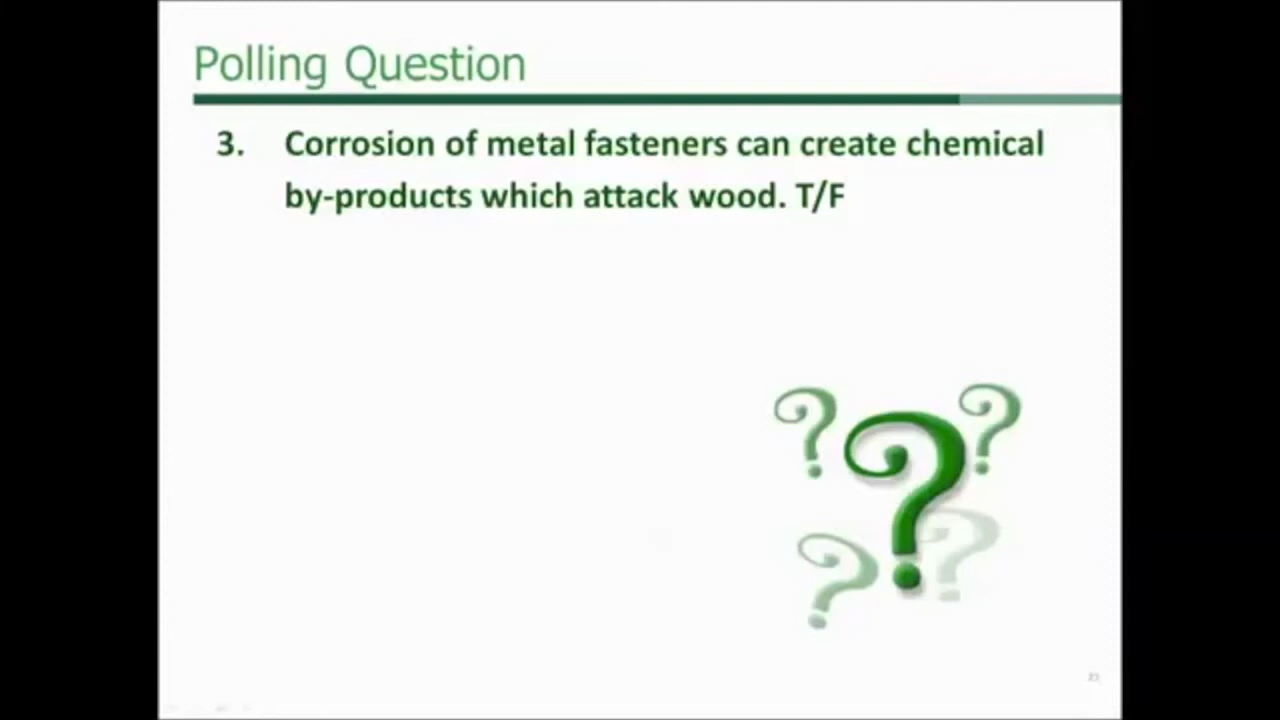 Polling Question
3. Corrosion of metal fasteners can create chemical
by-products which attack wood. T/F